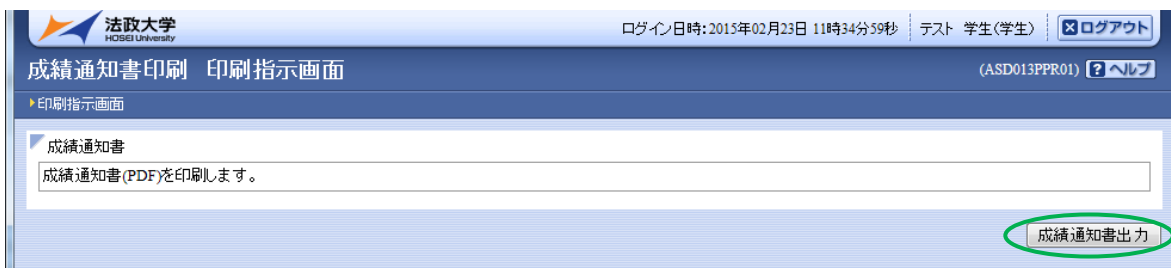 法政大学
HOSEI University
ログイン日時:2015年02月23日 11時34分59秒 テスト 学生(学生) ログアウト
成績通知書印刷 印刷指示画面 (ASD013PPR01) ? ヘルプ
印刷指示画面
成績通知書
成績通知書(PDF)を印刷します。
成績通知書出力